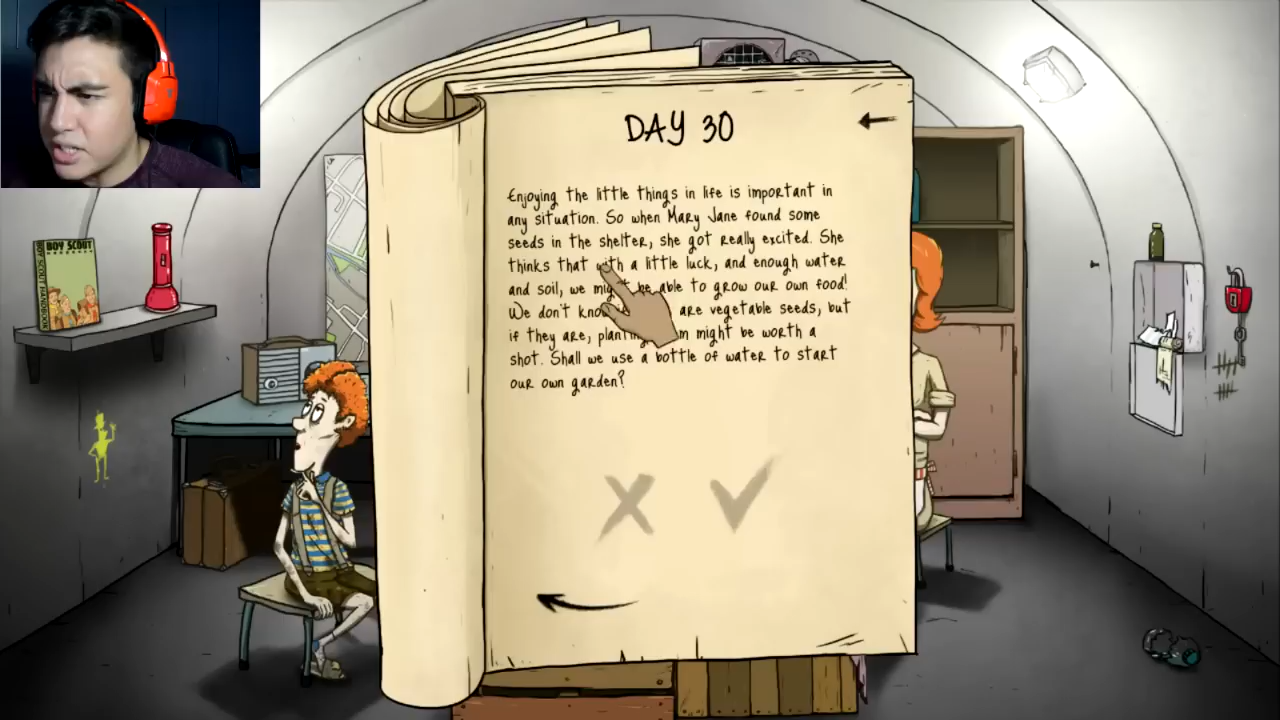 DAY 30
Enjoying the little things in life is important in
any situation. So when Mary Jane found some
seeds in the shelter, she got really excited. She
thinks that with a little luck, and enough water
and soil, we might be able to grow our own food!
We don't know are vegetable seeds, but
if they are, planting might be worth a
shot. Shall we use a bottle of water to start
our own garden?
BOY SCOUT
BOY SCOUT HANDBOOK